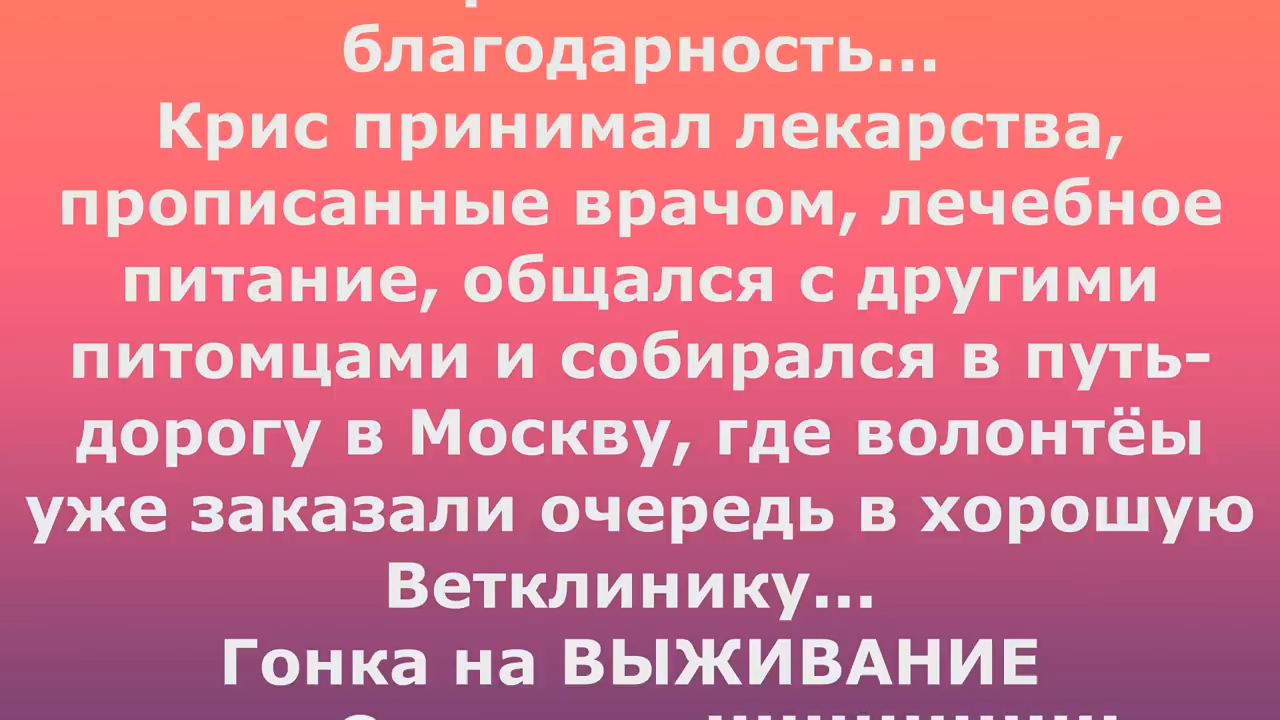 благодарность...
Крис принимал лекарства,
прописанные врачом, лечебное
питание, общался с другими
питомцами и собирался в путь-
дорогу в Москву, где волонтёы
уже заказали очередь в хорошую
Ветклинику...
Гонка на ВЫЖИВАНИЕ